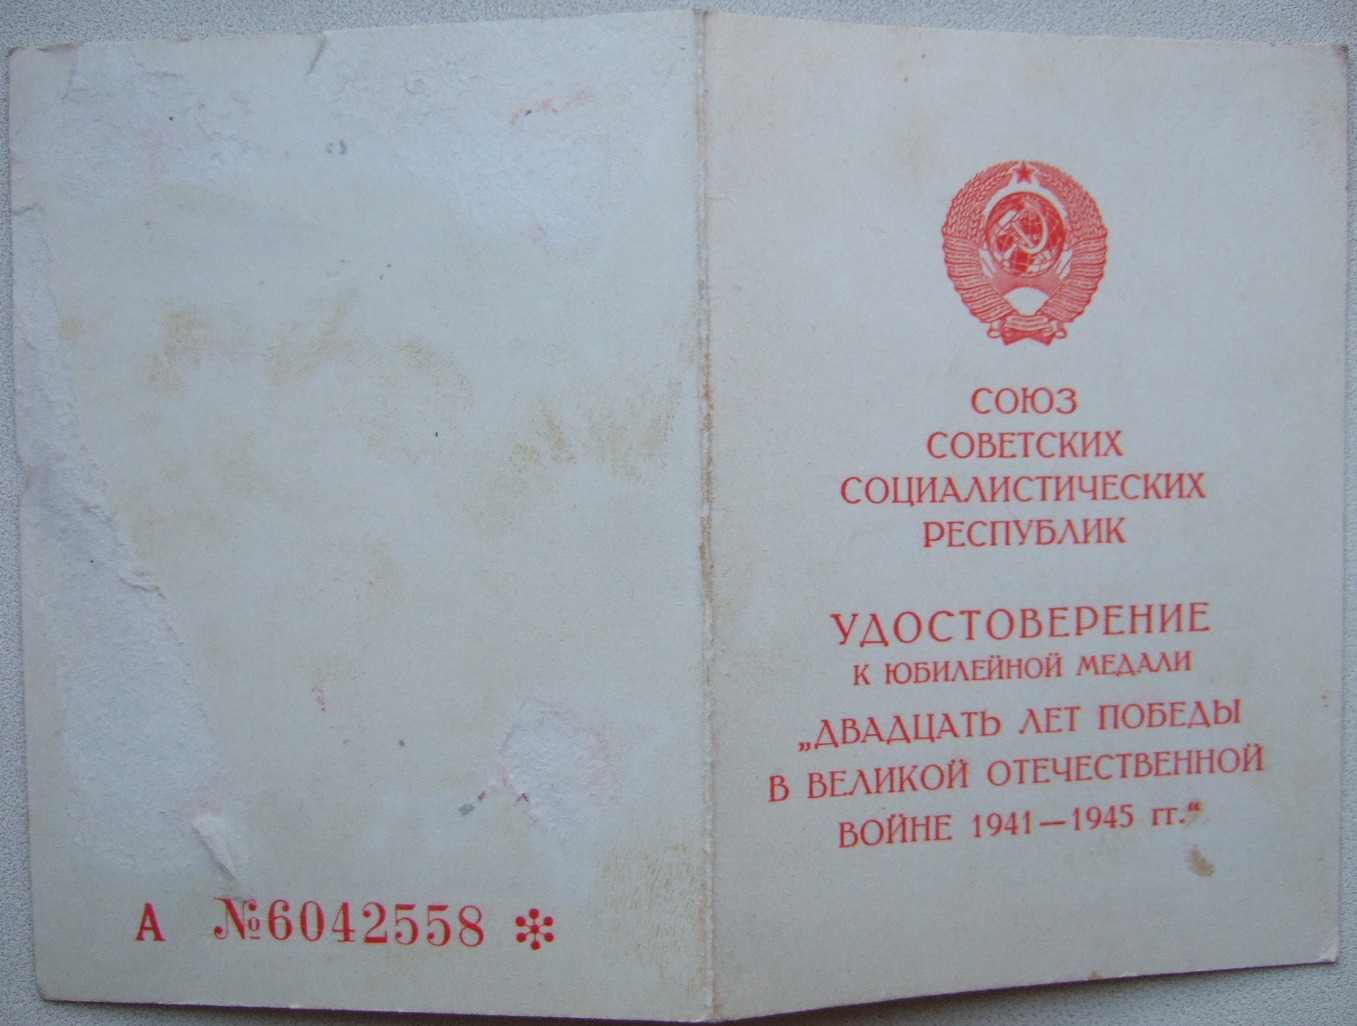 А №6042558
СОЮЗ
СОВЕТСКИХ
СОЦИАЛИСТИЧЕСКИХ
РЕСПУБЛИК
УДОСТОВЕРЕНИЕ
К ЮБИЛЕЙНОЙ МЕДАЛИ
„ДВАДЦАТЬ ЛЕТ ПОБЕДЫ
В ВЕЛИКОЙ ОТЕЧЕСТВЕННОЙ
ВОЙНЕ 1941—1945 гг.“